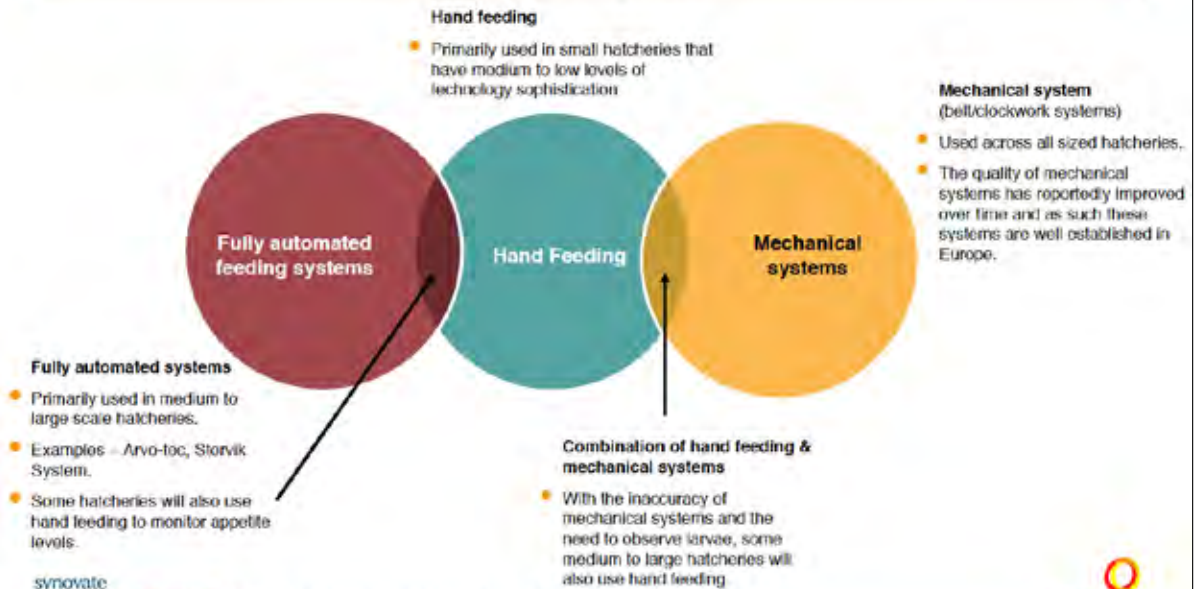 Hand feeding
Primarily used in small hatcheries that
have modium to low levels of
technology sophistication
Mechanical system
(belt/clockwork systems)
Used across all sized hatcheries.
The quality of mechanical
systems has reportedly improved
over time and as such these
systems are well established in
Europe.
Fully automated
feeding systems
Hand Feeding
Mechanical
systems
Fully automated systems
Primarily used in medium to
large scale hatcheries.
Examples – Arvo-tec, Storvik
System.
Some hatcheries will also use
hand feeding to monitor appetite
levels.
Combination of hand feeding &
mechanical systems
With the inaccuracy of
mechanical systems and the
need to observe larvae, some
medium to large hatcheries will
also use hand feeding
synovate